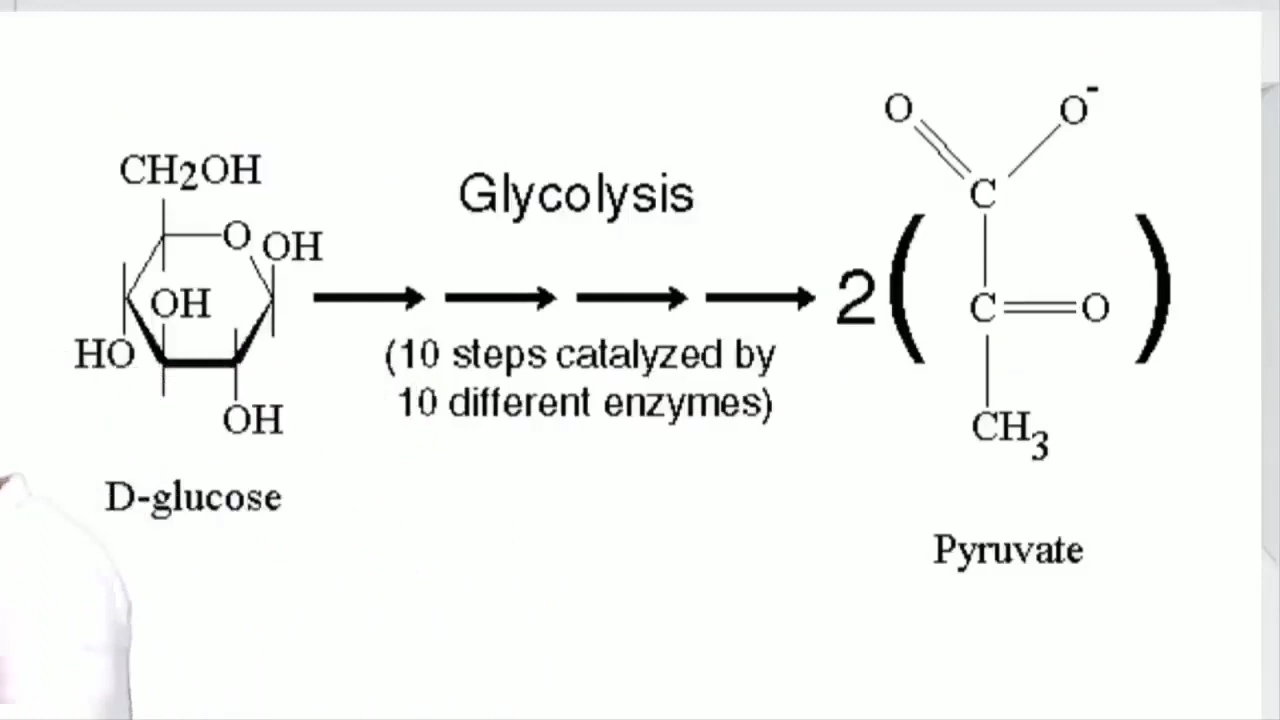 CH2OH
O
OH
OH
HO
OH
D-glucose
Glycolysis
(10 steps catalyzed by
10 different enzymes)
2(
O
O-
C
C
O
)
CH3
Pyruvate